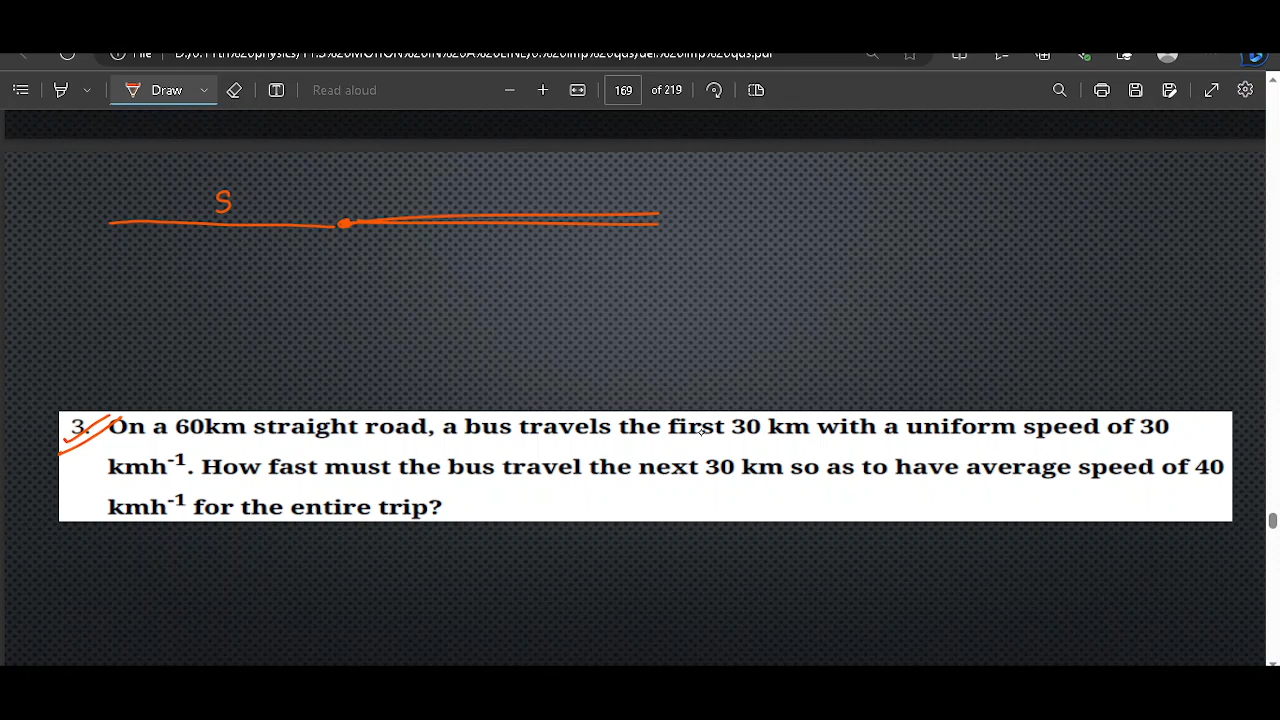 Draw
Read aloud
169 of 219
S
3. On a 60km straight road, a bus travels the first 30 km with a uniform speed of 30
kmh-1. How fast must the bus travel the next 30 km so as to have average speed of 40
kmh-1 for the entire trip?